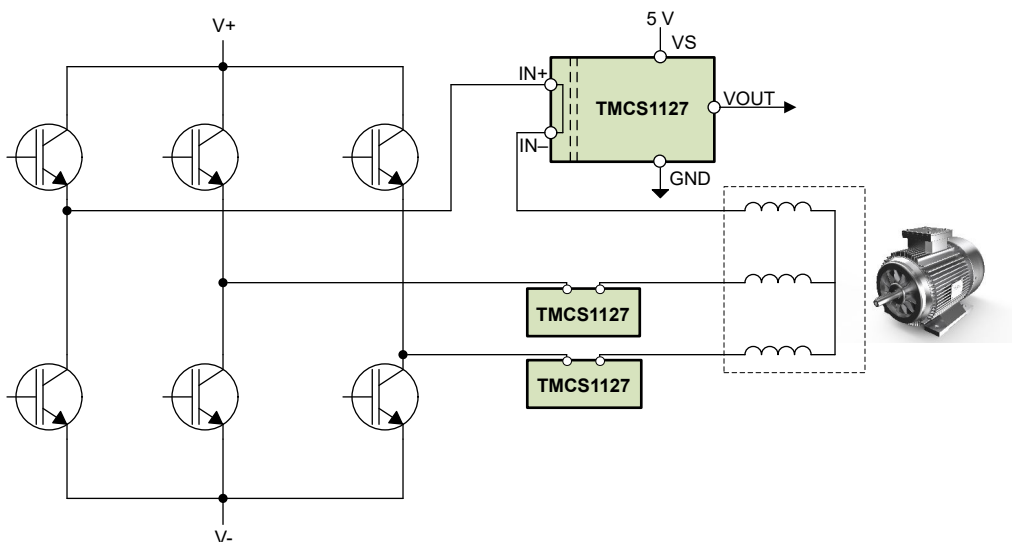 V+
5 V
VS
IN+
TMCS1127
VOUT
IN–
GND
TMCS1127
TMCS1127
V-